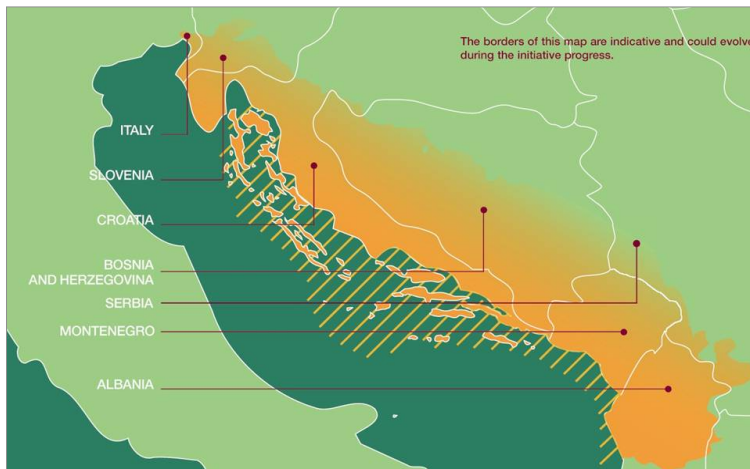 The borders of this map are indicative and could evolve
during the initiative progress.
ITALY
SLOVENIA
CROATIA
BOSNIA
AND HERZEGOVINA
SERBIA
MONTENEGRO
ALBANIA